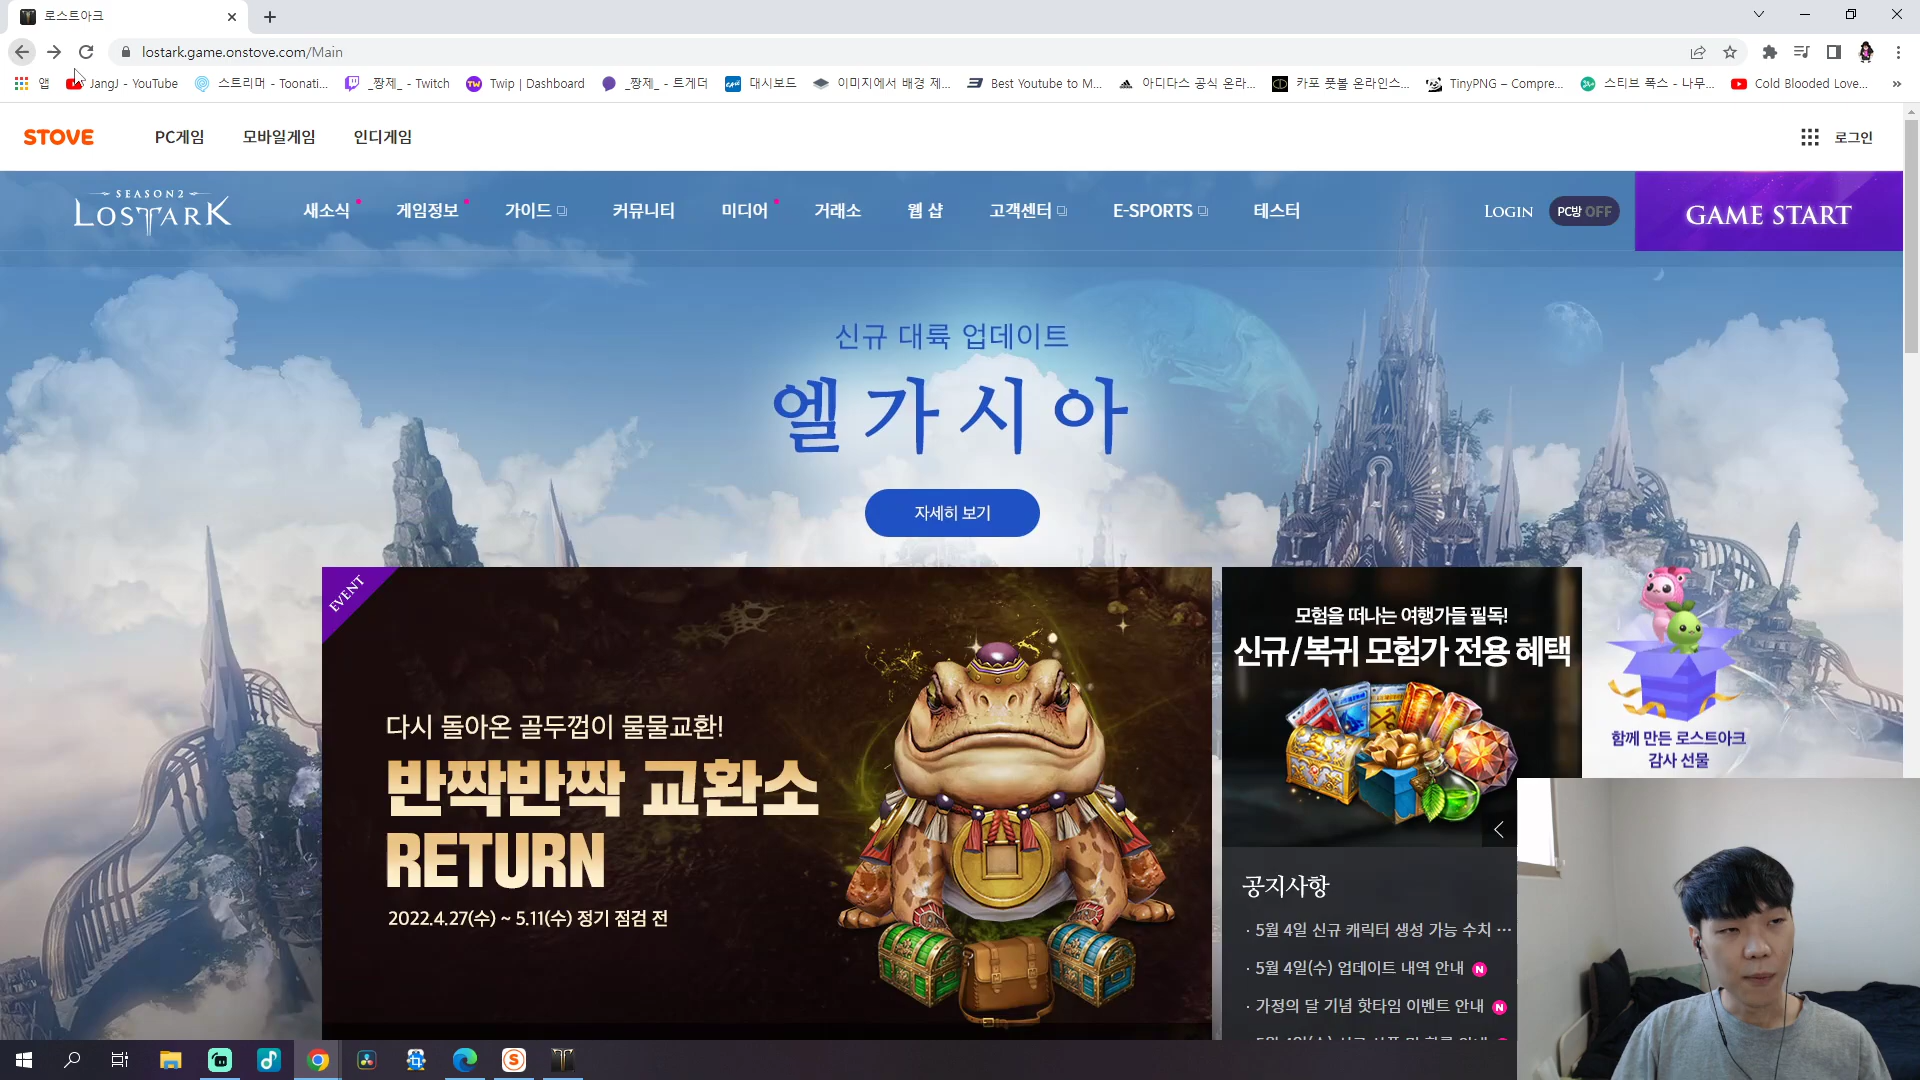 로스트아크
lostark.game.onstove.com/Main
앱
JangJ - YouTube
스트리머 - Toonati...
_짱제_ - Twitch
Twip | Dashboard
_짱제_ - 트게더
대시보드
이미지에서 배경 제...
Best Youtube to M...
아디다스 공식 온라...
카포 풋볼 온라인스...
TinyPNG – Compre...
스티브 폭스 - 나무...
Cold Blooded Love...
STOVE
PC게임
모바일게임
인디게임
로그인
SEASON2
LOSTARK
새소식
게임정보
가이드
커뮤니티
미디어
거래소
웹 샵
고객센터
E-SPORTS
테스터
LOGIN
PC방 OFF
GAME START
신규 대륙 업데이트
엘가시아
자세히 보기
EVENT
다시 돌아온 골두껍이 물물교환!
반짝반짝 교환소
RETURN
2022.4.27(수) ~ 5.11(수) 정기 점검 전
모험을 떠나는 여행가들 필독!
신규/복귀 모험가 전용 혜택
함께 만든 로스트아크
감사 선물
공지사항
· 5월 4일 신규 캐릭터 생성 가능 수치 ···
· 5월 4일(수) 업데이트 내역 안내 N
· 가정의 달 기념 핫타임 이벤트 안내 N